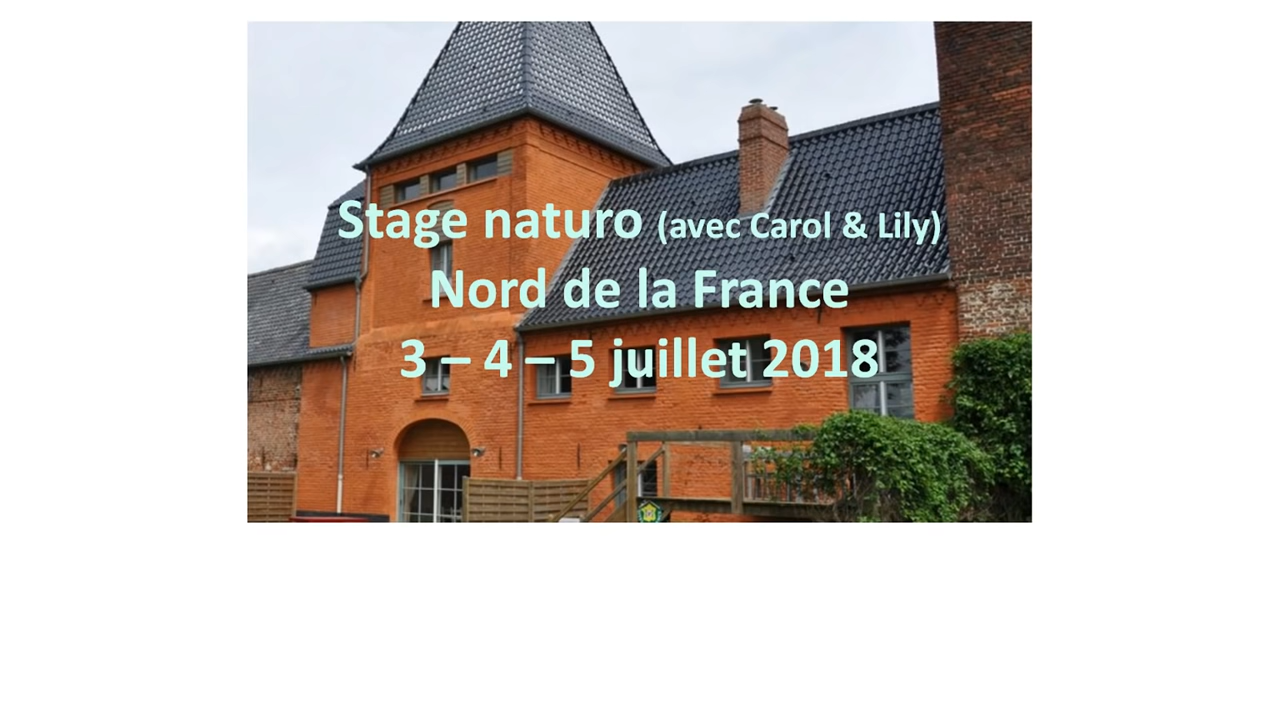 Stage naturo (avec Carol & Lily)
Nord de la France
3 – 4 – 5 juillet 2018